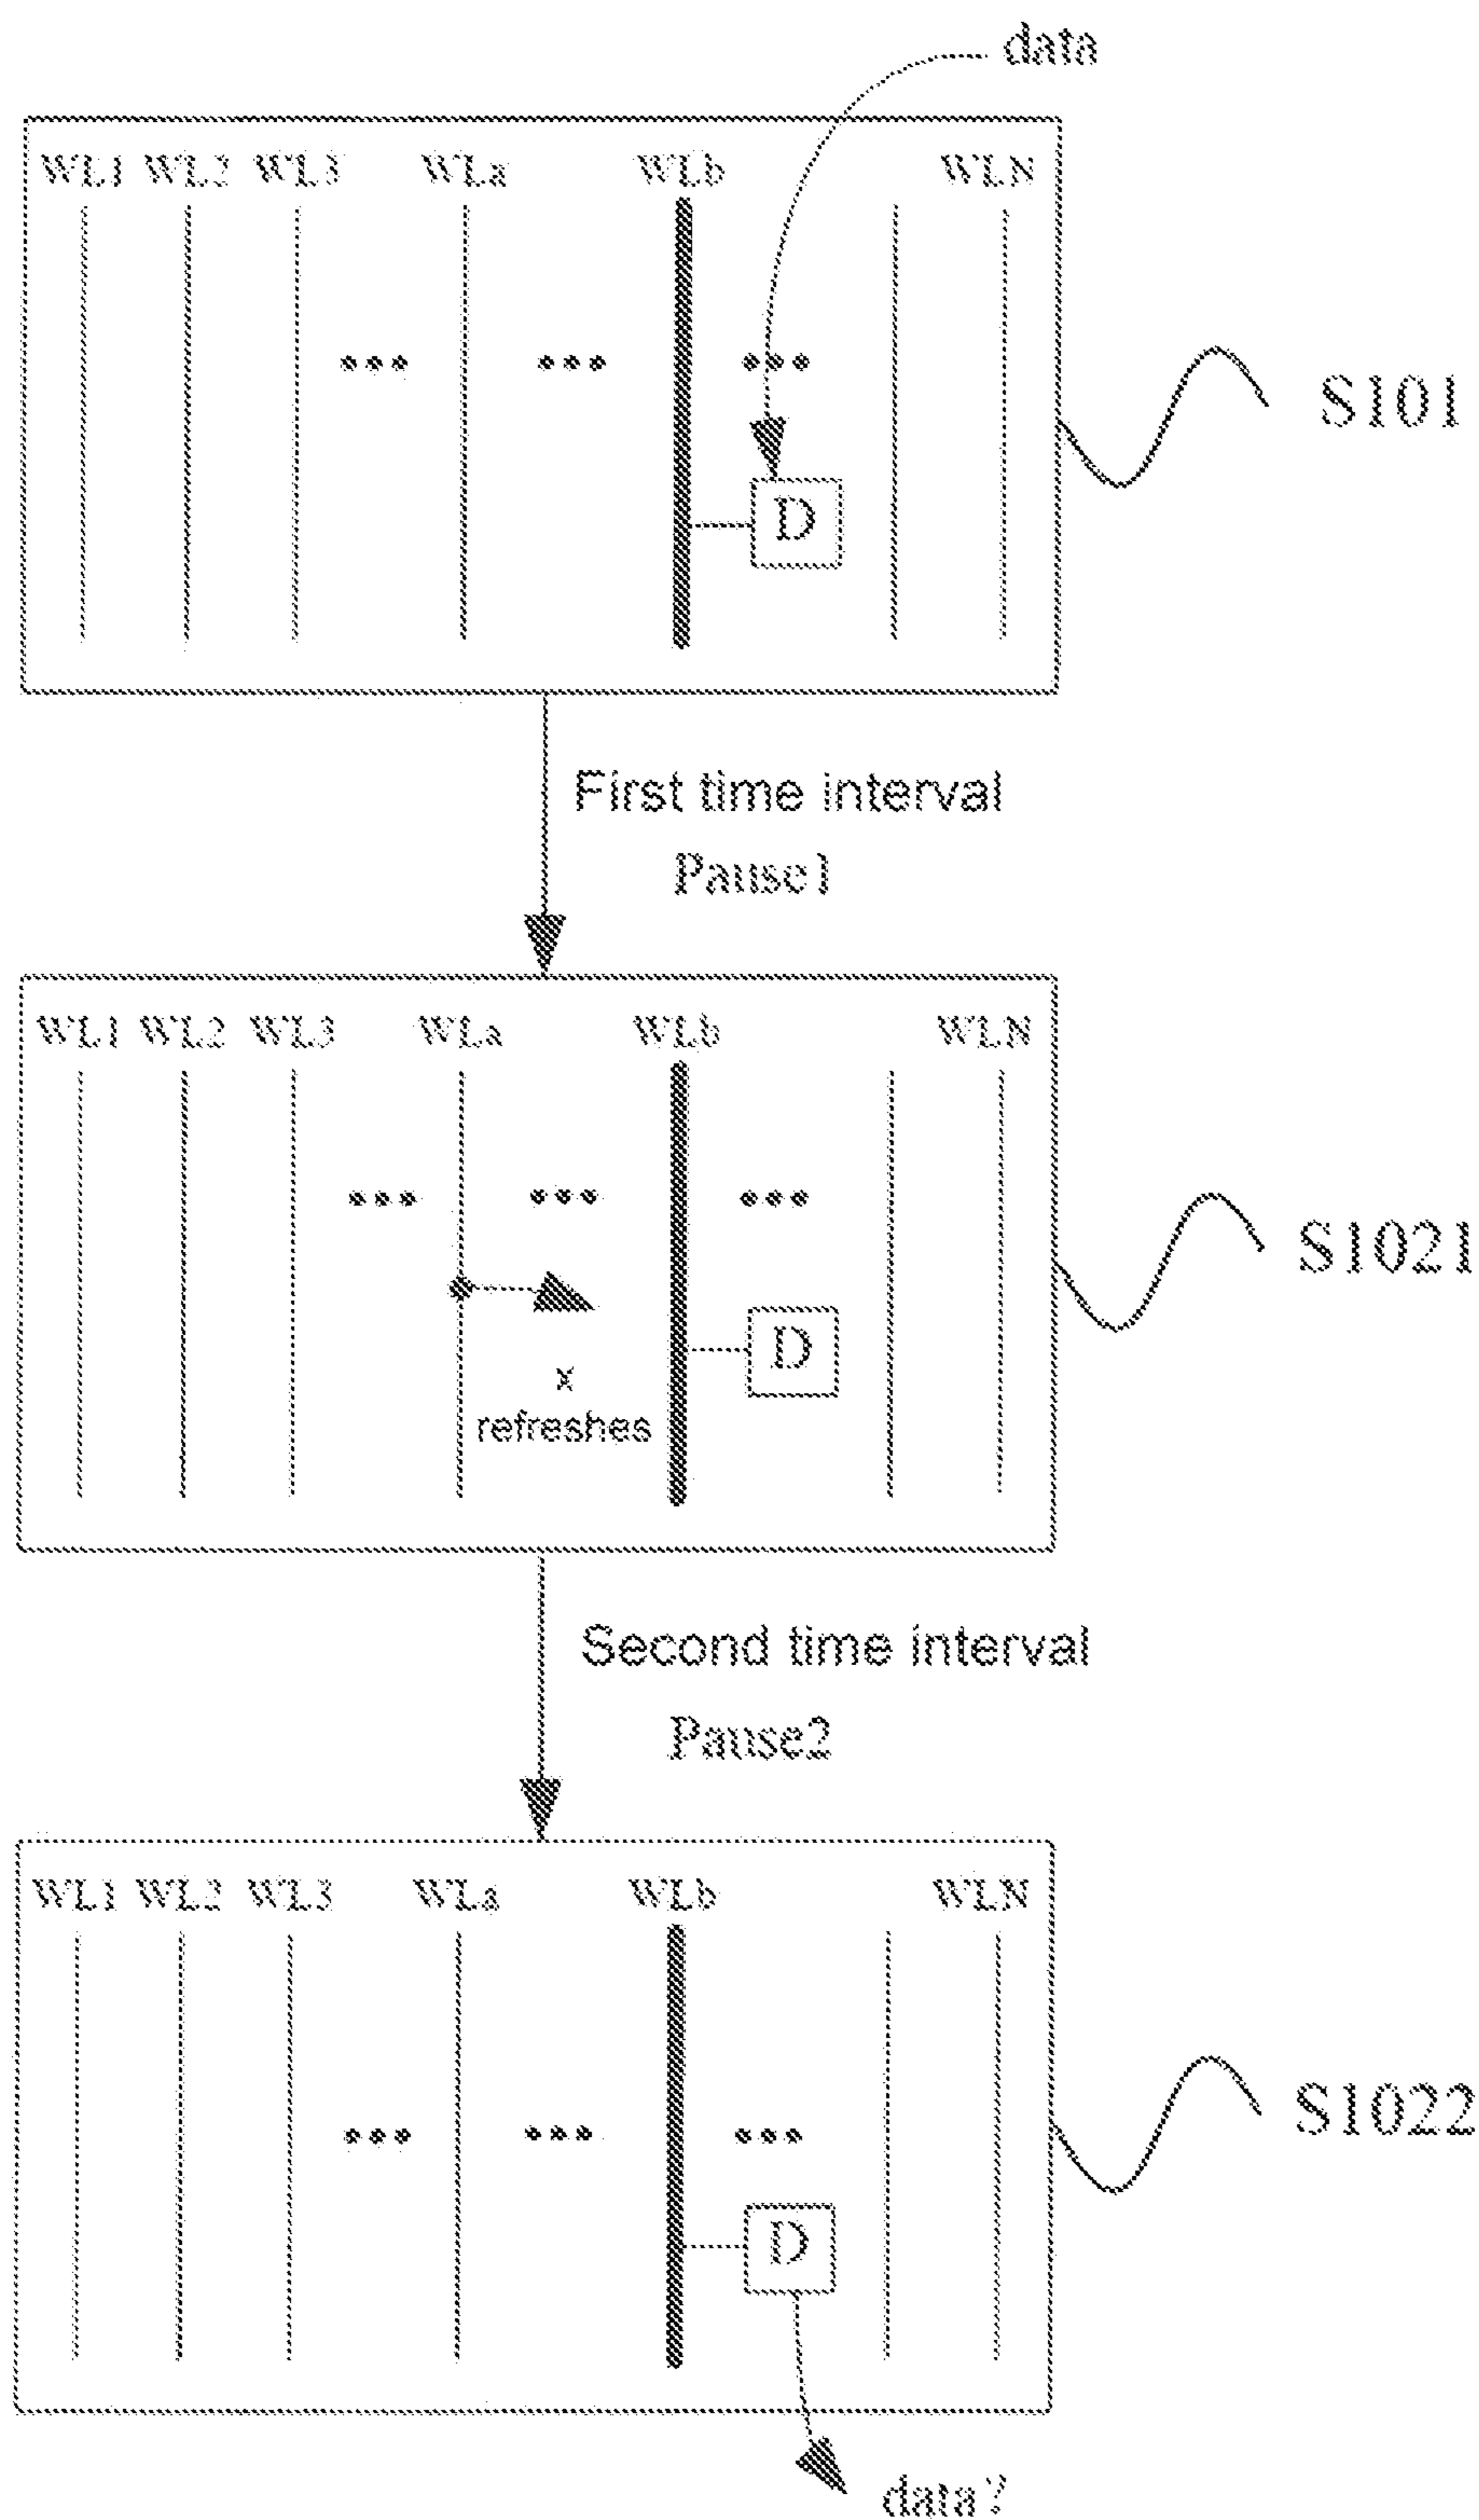 data
WL1 WL2 WL3 WLa WLb WLN
...
...
...
S101
D
First time interval
Pause1
WL1 WL2 WL3 WLa WLb WLN
...
...
...
S1021
D
x
refreshes
Second time interval
Pause2
WL1 WL2 WL3 WLa WLb WLN
...
...
...
S1022
D
data?